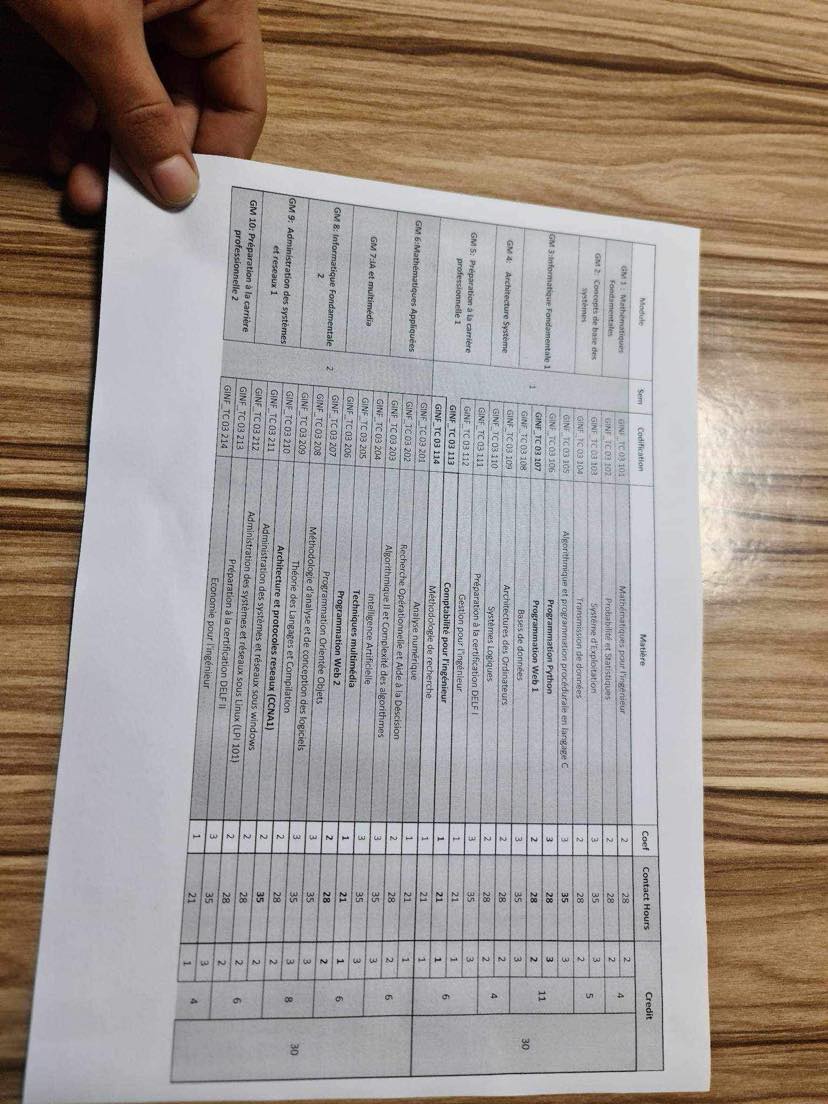 Module Sem Codification Matière Coef Contact Hours Credit
GM 1 : Mathématiques Fondamentales 1 GINF_TC 03 101 Mathématiques pour l'ingénieur 2 28 2 4 30
GINF_TC 03 102 Probabilité et Statistiques 2 28 2
GM 2: Concepts de base des systèmes GINF_TC 03 103 Système d'Exploitation 3 35 3 5
GINF_TC 03 104 Transmission de données 2 28 2
GM 3:Informatique Fondamentale 1 GINF_TC 03 105 Algorithmique et programmation procédurale en langage C 3 35 3 11
GINF_TC 03 106 Programmation Python 3 28 3
GINF_TC 03 107 Programmation Web 1 2 28 2
GINF_TC 03 108 Bases de données 3 35 3
GM 4: Architecture Système GINF_TC 03 109 Architectures des Ordinateurs 2 28 2 4
GINF_TC 03 110 Systèmes Logiques 2 28 2
GM 5: Préparation à la carrière professionnelle 1 GINF_TC 03 111 Préparation à la certification DELF I 3 35 3 6
GINF_TC 03 112 Gestion pour l'ingénieur 1 21 1
GINF_TC 03 113 Comptabilité pour l'ingénieur 1 21 1
GINF_TC 03 114 Méthodologie de recherche 1 21 1
GM 6:Mathématiques Appliquées 2 GINF_TC 03 201 Analyse numérique 1 21 1 6 30
GINF_TC 03 202 Recherche Opérationnelle et Aide à la Déscision 2 28 2
GINF_TC 03 203 Algorithmique II et Complexité des algorithmes 3 35 3
GM 7:IA et multimédia GINF_TC 03 204 Intelligence Artificielle 3 35 3 6
GINF_TC 03 205 Techniques multimédia 1 21 1
GINF_TC 03 206 Programmation Web 2 2 28 2
GM 8: Informatique Fondamentale 2 GINF_TC 03 207 Programmation Orientée Objets 3 35 3 8
GINF_TC 03 208 Méthodologie d'analyse et de conception des logiciels 3 35 3
GINF_TC 03 209 Théorie des Langages et Compilation 2 28 2
GM 9: Administration des systèmes et reseaux 1 GINF_TC 03 210 Architecture et protocoles reseaux (CCNA1) 2 35 2 6
GINF_TC 03 211 Administration des systèmes et réseaux sous windows 2 28 2
GINF_TC 03 212 Administration des systèmes et réseaux sous Linux (LPI 101) 2 28 2
GM 10: Préparation à la carrière professionnelle 2 GINF_TC 03 213 Préparation à la certification DELF II 3 35 3 4
GINF_TC 03 214 Economie pour l'ingénieur 1 21 1